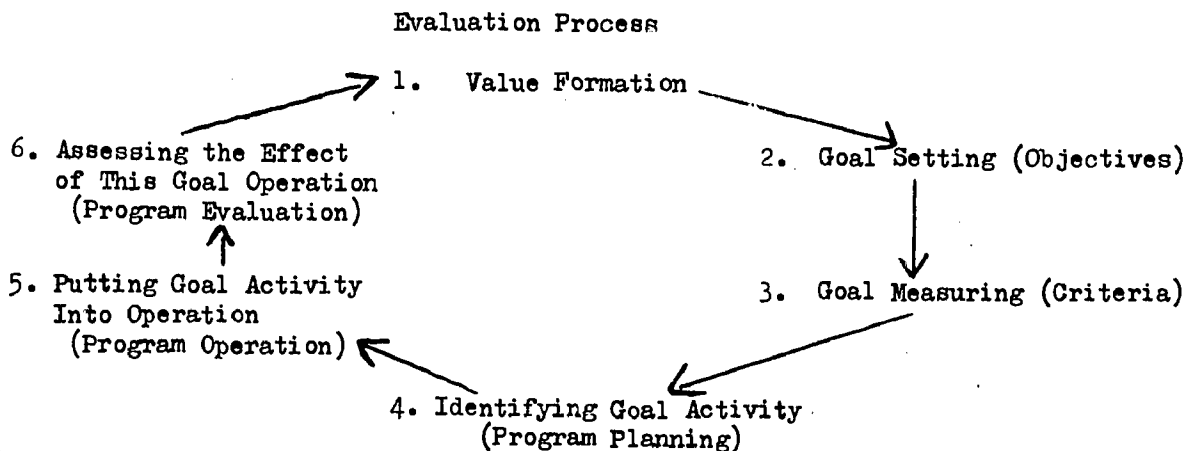 Evaluation Process
1. Value Formation
2. Goal Setting (Objectives)
3. Goal Measuring (Criteria)
4. Identifying Goal Activity
(Program Planning)
5. Putting Goal Activity
Into Operation
(Program Operation)
6. Assessing the Effect
of This Goal Operation
(Program Evaluation)